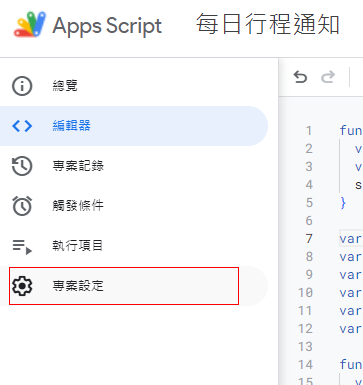 Apps Script 每日行程通知
總覽
編輯器
專案記錄
觸發條件
執行項目
專案設定
1 fun
2 v
3 v
4 s
5 }
6
7 var
8 var
9 var
10 var
11 var
12 var
13
14 fun
15 v